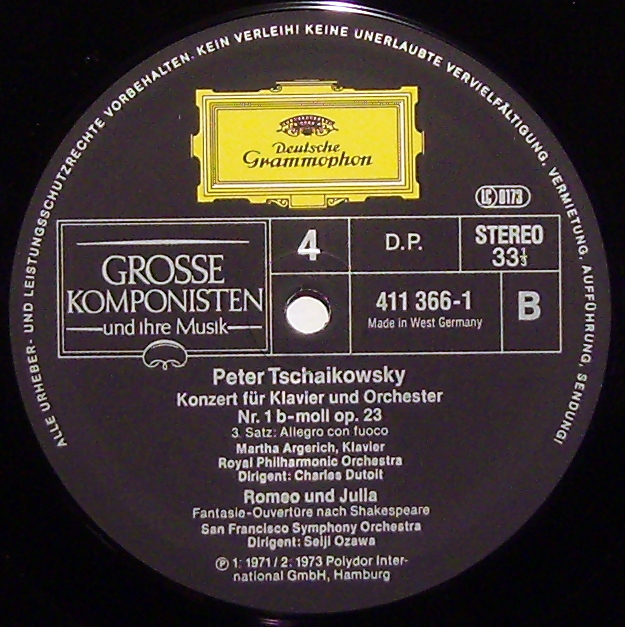 ALLE URHEBER- UND LEISTUNGSSCHUTZRECHTE VORBEHALTEN. KEIN VERLEIH! KEINE UNERLAUBTE VERVIELFÄLTIGUNG, VERMIETUNG, AUFFÜHRUNG, SENDUNG!
Deutsche
Grammophon
LC 0173
GROSSE
KOMPONISTEN
und ihre Musik
4
D.P.
STEREO
33⅓
411 366-1
Made in West Germany
B
Peter Tschaikowsky
Konzert für Klavier und Orchester
Nr. 1 b-moll op. 23
3. Satz: Allegro con fuoco
Martha Argerich, Klavier
Royal Philharmonic Orchestra
Dirigent: Charles Dutoit
Romeo und Julia
Fantasie-Ouvertüre nach Shakespeare
San Francisco Symphony Orchestra
Dirigent: Seiji Ozawa
℗ 1: 1971 / 2: 1973 Polydor Inter-
national GmbH, Hamburg